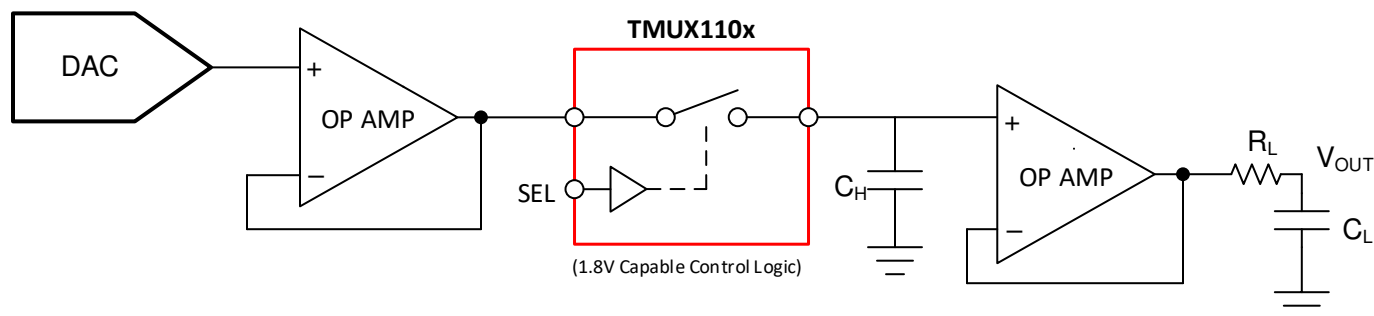 TMUX110x
DAC
+
OP AMP
−
SEL
(1.8V Capable Control Logic)
C_H
+
OP AMP
−
R_L
V_OUT
C_L